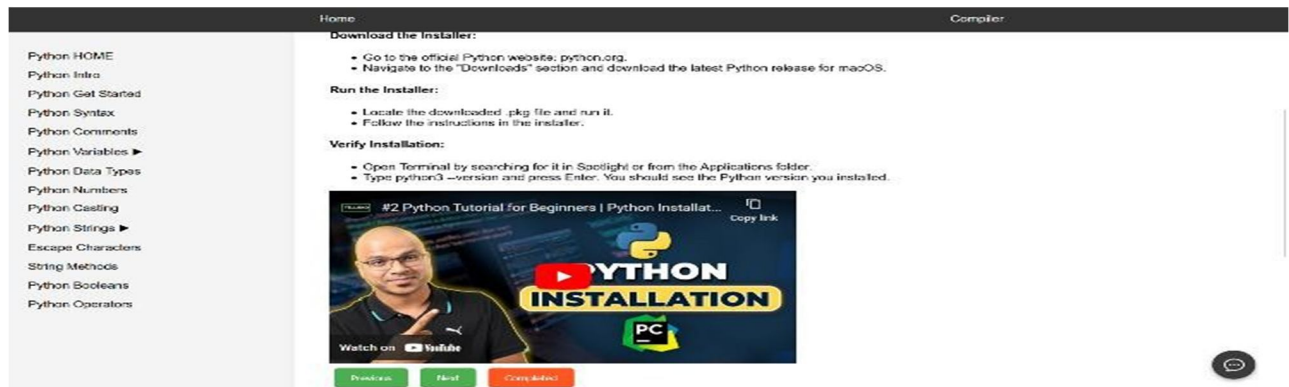 Home
Compiler
Python HOME
Python Intro
Python Get Started
Python Syntax
Python Comments
Python Variables ►
Python Data Types
Python Numbers
Python Casting
Python Strings ►
Escape Characters
String Methods
Python Booleans
Python Operators
Download the Installer:
• Go to the official Python website: python.org.
• Navigate to the "Downloads" section and download the latest Python release for macOS.
Run the Installer:
• Locate the downloaded .pkg file and run it.
• Follow the instructions in the installer.
Verify Installation:
• Open Terminal by searching for it in Spotlight or from the Applications folder.
• Type python3 --version and press Enter. You should see the Python version you installed.
#2 Python Tutorial for Beginners | Python Installat...
Copy link
PYTHON
INSTALLATION
PC
Watch on YouTube
Previous
Next
Completed